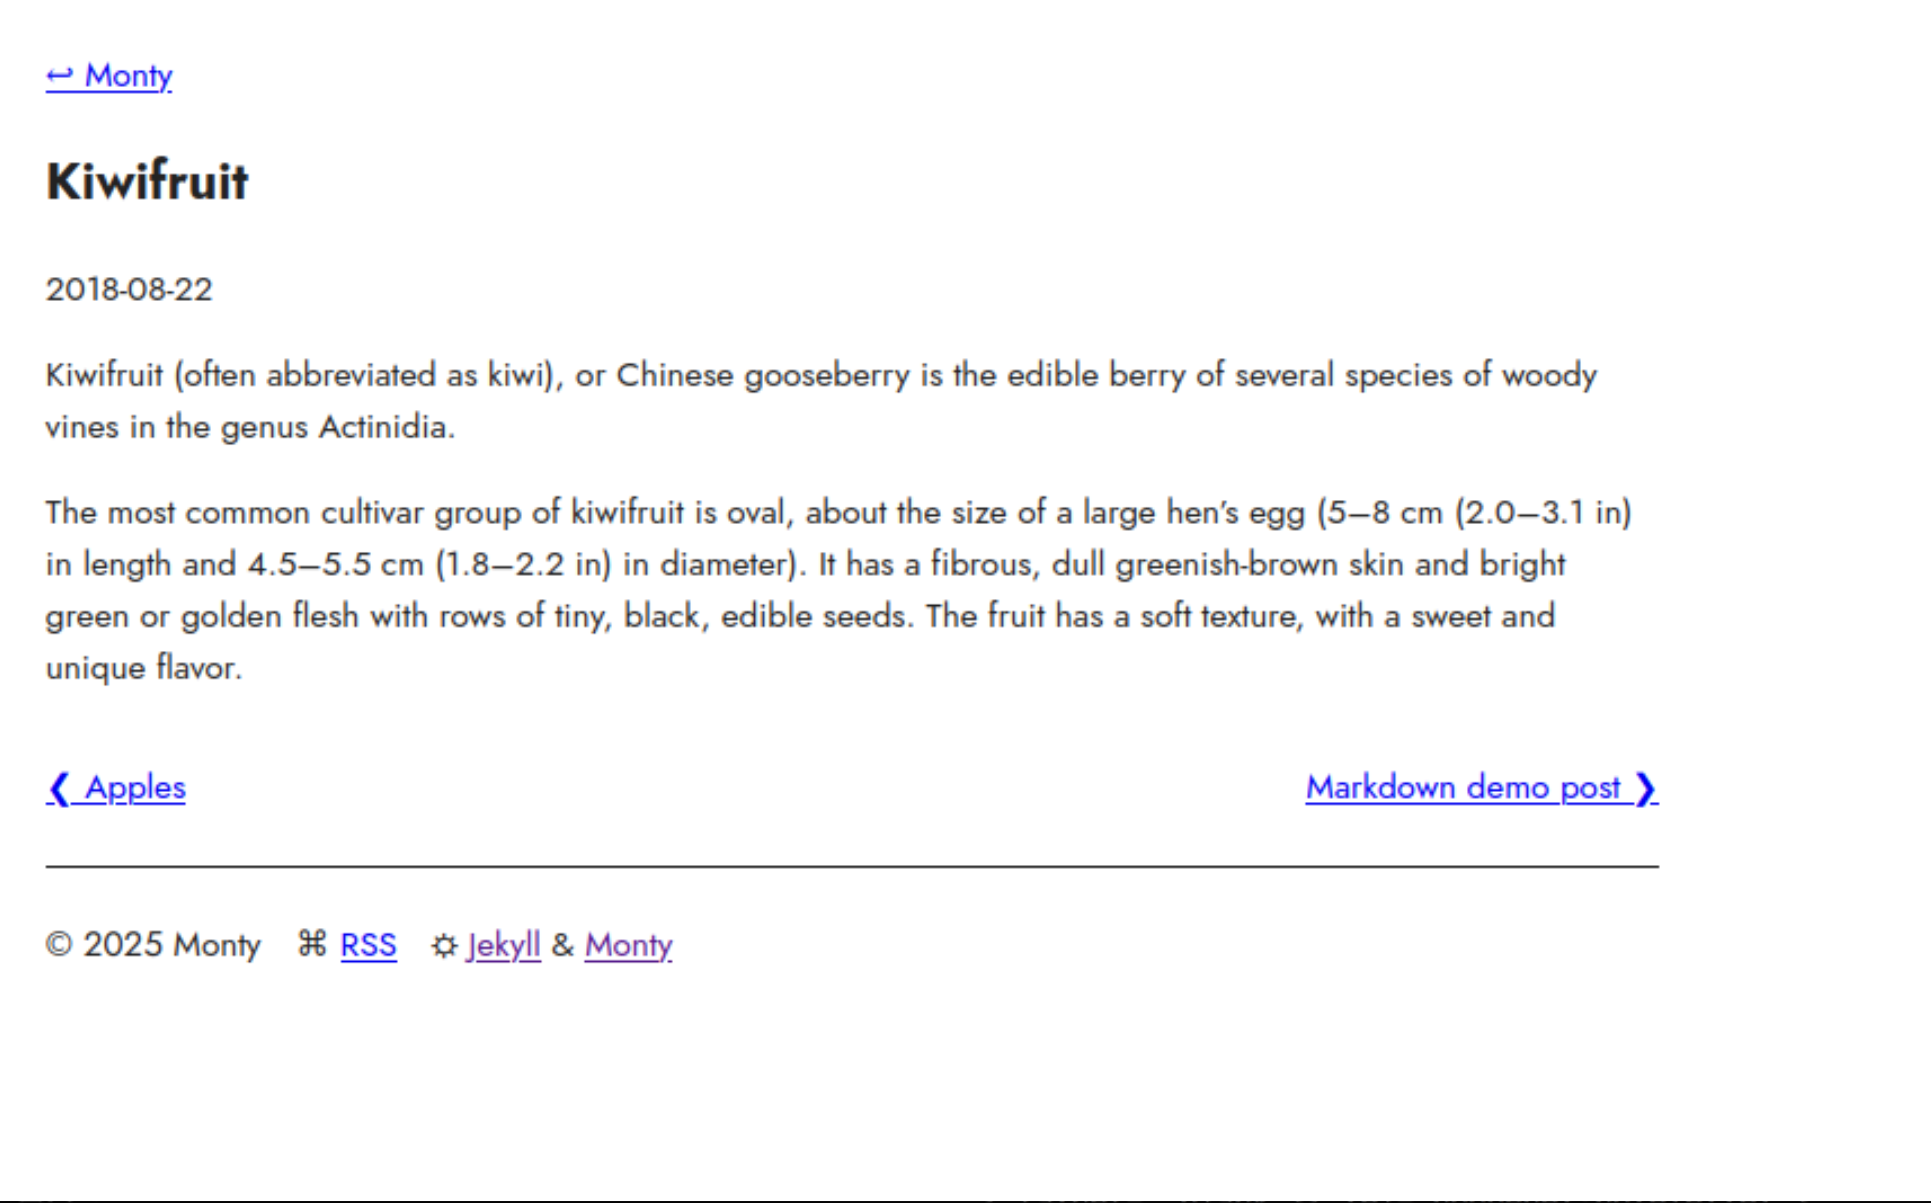 ↩ Monty
Kiwifruit
2018-08-22
Kiwifruit (often abbreviated as kiwi), or Chinese gooseberry is the edible berry of several species of woody
vines in the genus Actinidia.
The most common cultivar group of kiwifruit is oval, about the size of a large hen’s egg (5–8 cm (2.0–3.1 in)
in length and 4.5–5.5 cm (1.8–2.2 in) in diameter). It has a fibrous, dull greenish-brown skin and bright
green or golden flesh with rows of tiny, black, edible seeds. The fruit has a soft texture, with a sweet and
unique flavor.
❮ Apples Markdown demo post ❯
© 2025 Monty ⌘ RSS ⛭ Jekyll & Monty